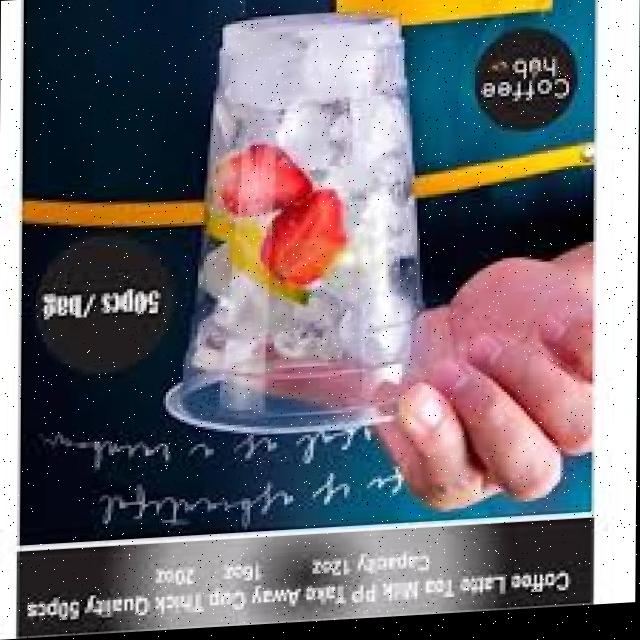 Coffee Latte Tea Milk PP Take Away Cup Thick Quality 50pcs
Capacity 12oz 16oz 20oz
50pcs / bag
Coffee
hub